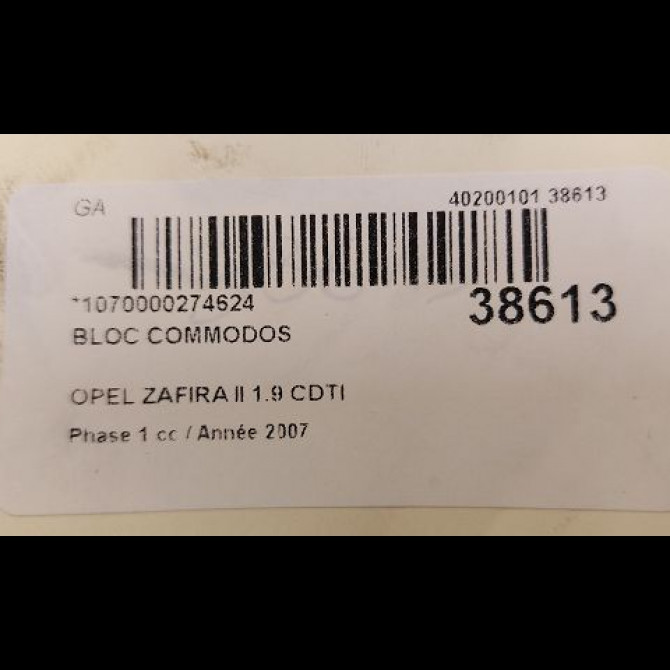 GA 40200101 38613
*1070000274624 38613
BLOC COMMODOS
OPEL ZAFIRA II 1.9 CDTI
Phase 1 cc / Année 2007